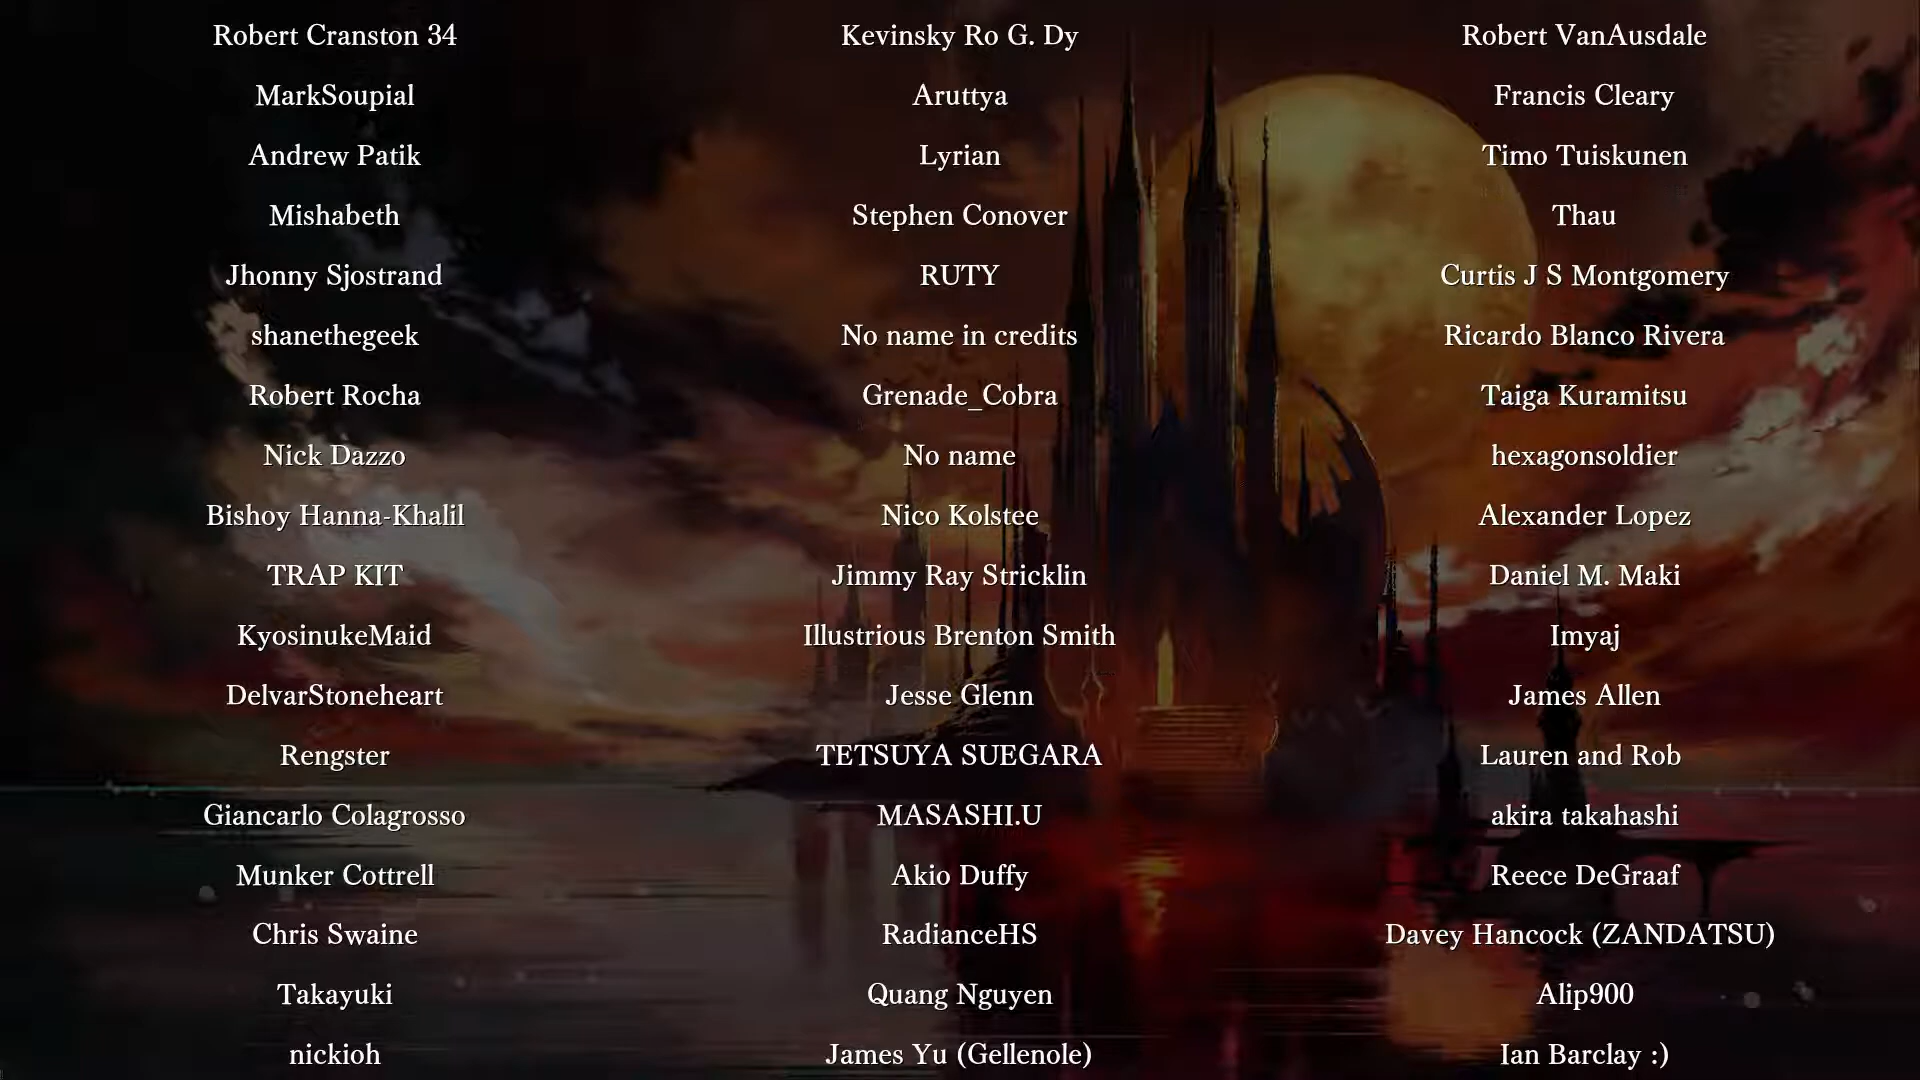 Robert Cranston 34
Kevinsky Ro G. Dy
Robert VanAusdale
MarkSoupial
Aruttya
Francis Cleary
Andrew Patik
Lyrian
Timo Tuiskunen
Mishabeth
Stephen Conover
Thau
Jhonny Sjostrand
RUTY
Curtis J S Montgomery
shanethegeek
No name in credits
Ricardo Blanco Rivera
Robert Rocha
Grenade_Cobra
Taiga Kuramitsu
Nick Dazzo
No name
hexagonsoldier
Bishoy Hanna-Khalil
Nico Kolstee
Alexander Lopez
TRAP KIT
Jimmy Ray Stricklin
Daniel M. Maki
KyosinukeMaid
Illustrious Brenton Smith
Imyaj
DelvarStoneheart
Jesse Glenn
James Allen
Rengster
TETSUYA SUEGARA
Lauren and Rob
Giancarlo Colagrosso
MASASHI.U
akira takahashi
Munker Cottrell
Akio Duffy
Reece DeGraaf
Chris Swaine
RadianceHS
Davey Hancock (ZANDATSU)
Takayuki
Quang Nguyen
Alip900
nickioh
James Yu (Gellenole)
Ian Barclay :)